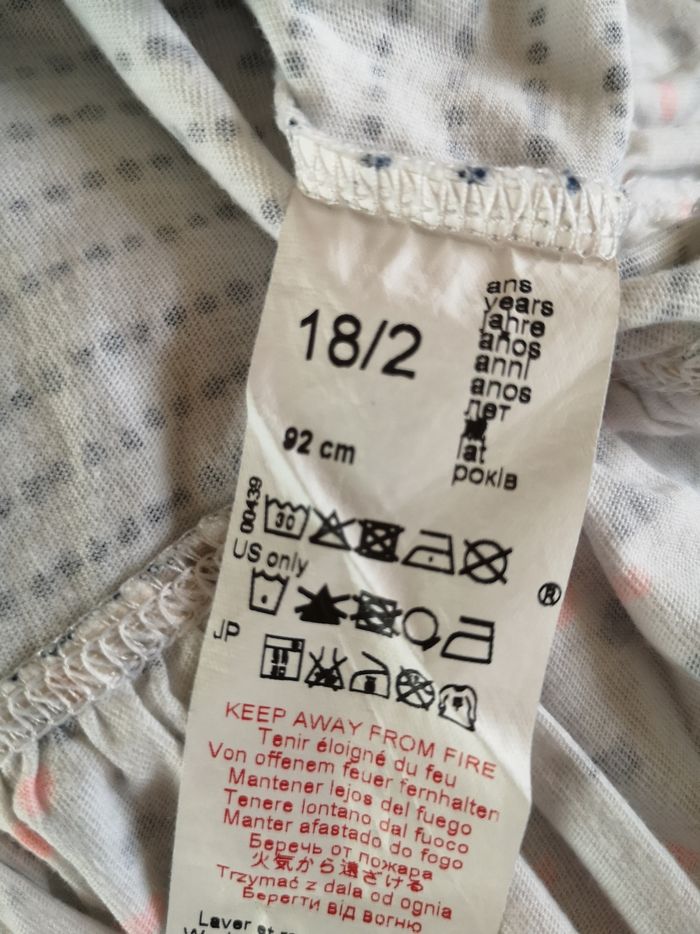 18/2
ans
years
Jahre
años
anni
anos
лет
lat
років
92 cm
00439
30
US only
®
JP
KEEP AWAY FROM FIRE
Tenir éloigné du feu
Von offenem feuer fernhalten
Mantener lejos del fuego
Tenere lontano dal fuoco
Manter afastado do fogo
Беречь от пожара
火気から遠ざける
Trzymać z dala od ognia
Берегти від вогню
Laver et